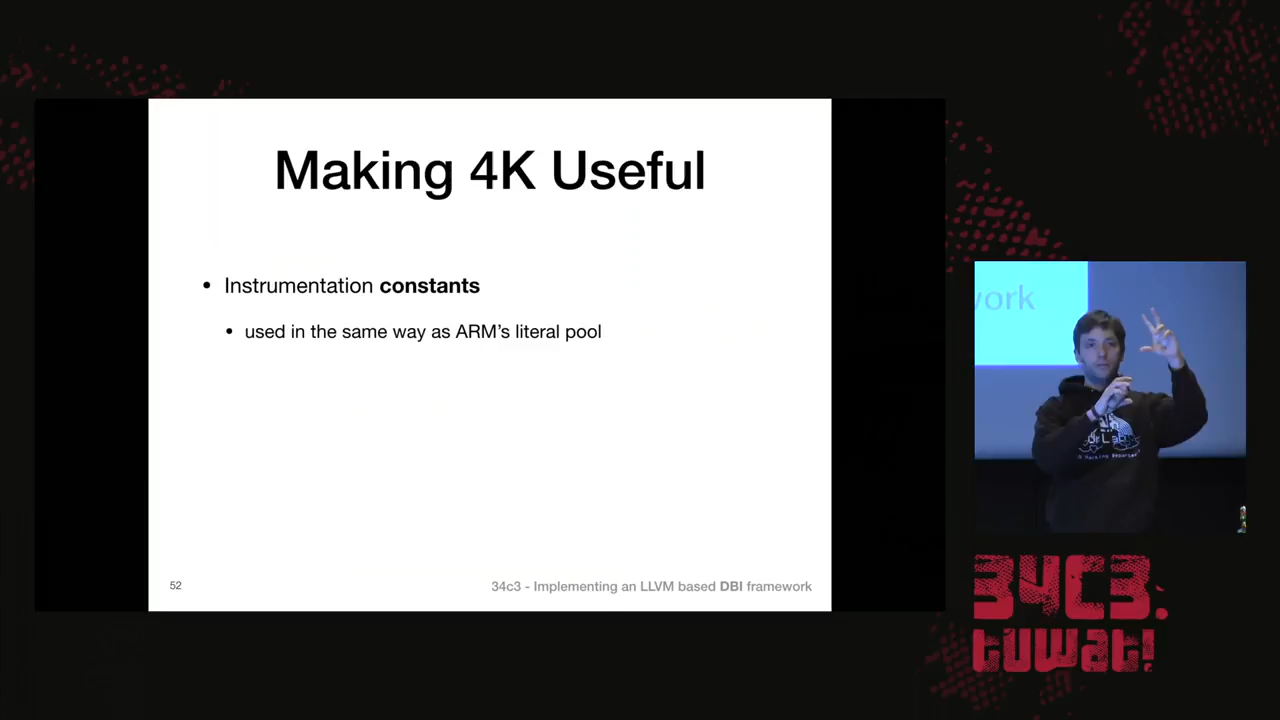 Making 4K Useful
• Instrumentation constants
• used in the same way as ARM’s literal pool
52
34c3 - Implementing an LLVM based DBI framework
work
34C3.
tuwat!